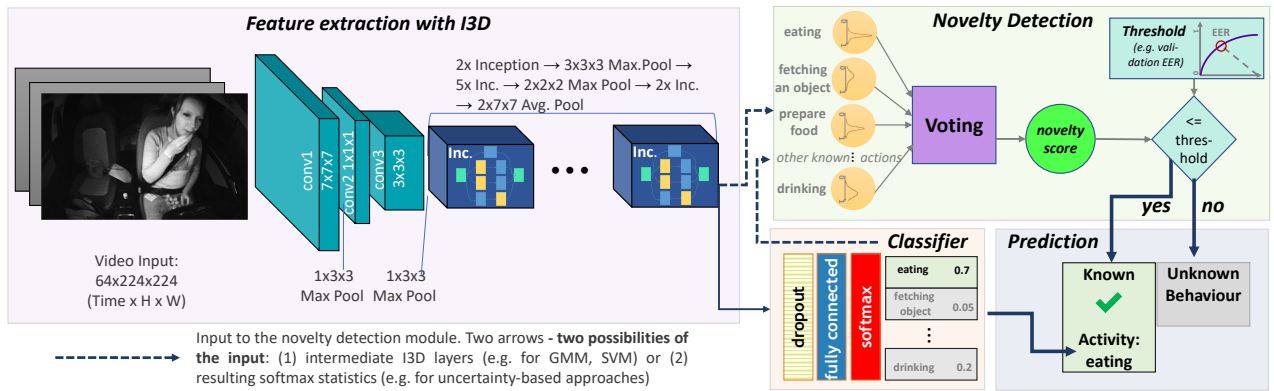 Feature extraction with I3D
2x Inception → 3x3x3 Max.Pool →
5x Inc. → 2x2x2 Max Pool → 2x Inc.
→ 2x7x7 Avg. Pool
conv1
7x7x7
conv2 1x1x1
conv3
3x3x3
Inc.
Inc.
Video Input:
64x224x224
(Time x H x W)
1x3x3
Max Pool
1x3x3
Max Pool
Novelty Detection
eating
fetching
an object
prepare
food
other known actions
drinking
Voting
novelty
score
Threshold
(e.g. vali-
dation EER)
EER
1
0
1
<=
thres-
hold
yes
no
Classifier
dropout
fully connected
softmax
eating 0.7
fetching
object 0.05
drinking 0.2
Prediction
Known
Activity:
eating
Unknown
Behaviour
Input to the novelty detection module. Two arrows - two possibilities of
the input: (1) intermediate I3D layers (e.g. for GMM, SVM) or (2)
resulting softmax statistics (e.g. for uncertainty-based approaches)